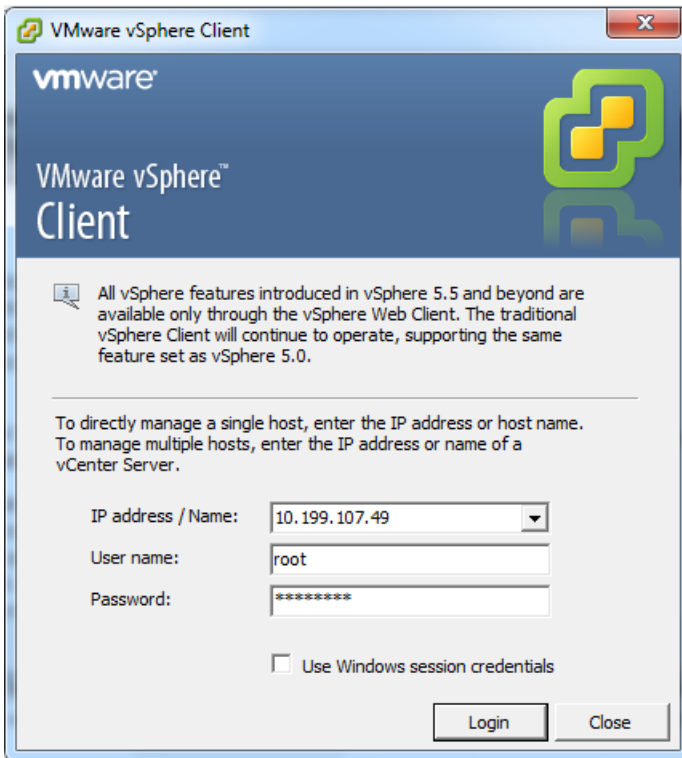 VMware vSphere Client
x
vmware®
VMware vSphere™
Client
All vSphere features introduced in vSphere 5.5 and beyond are
available only through the vSphere Web Client. The traditional
vSphere Client will continue to operate, supporting the same
feature set as vSphere 5.0.
To directly manage a single host, enter the IP address or host name.
To manage multiple hosts, enter the IP address or name of a
vCenter Server.
IP address / Name: 10.199.107.49
User name: root
Password: ********
Use Windows session credentials
Login Close